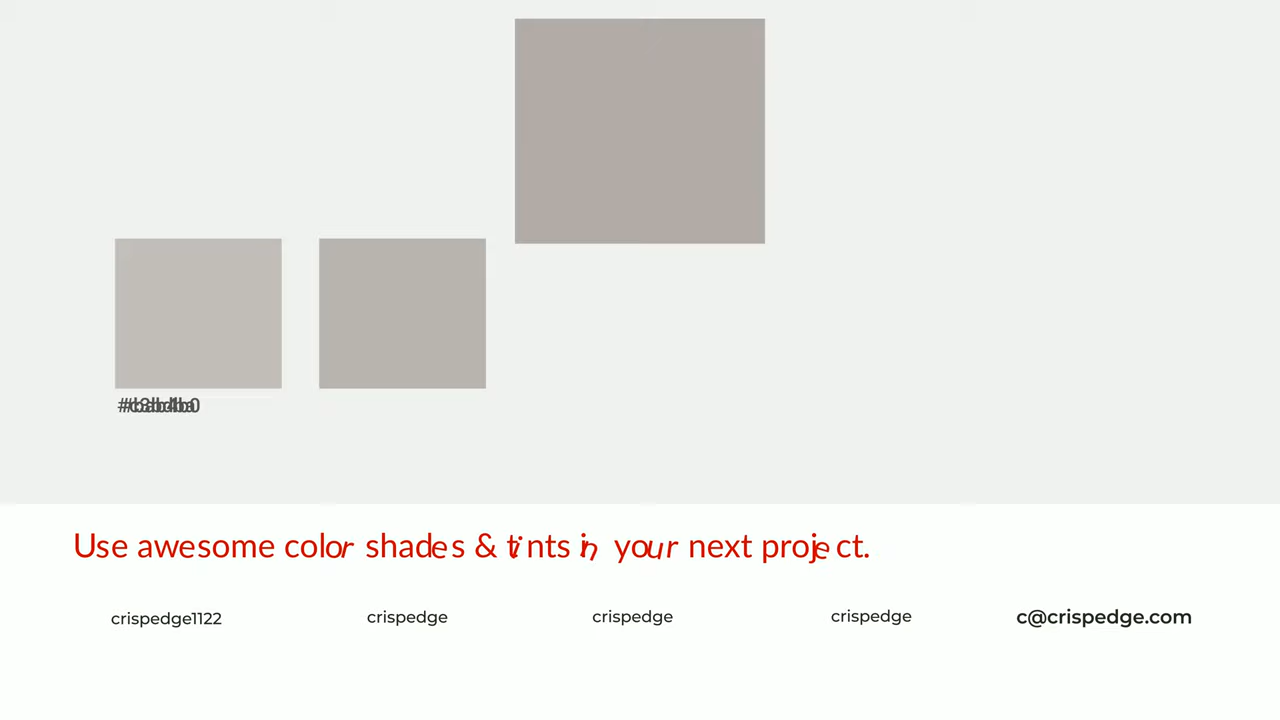 Use awesome color shades & tints in your next project.
crispedge1122 crispedge crispedge crispedge c@crispedge.com